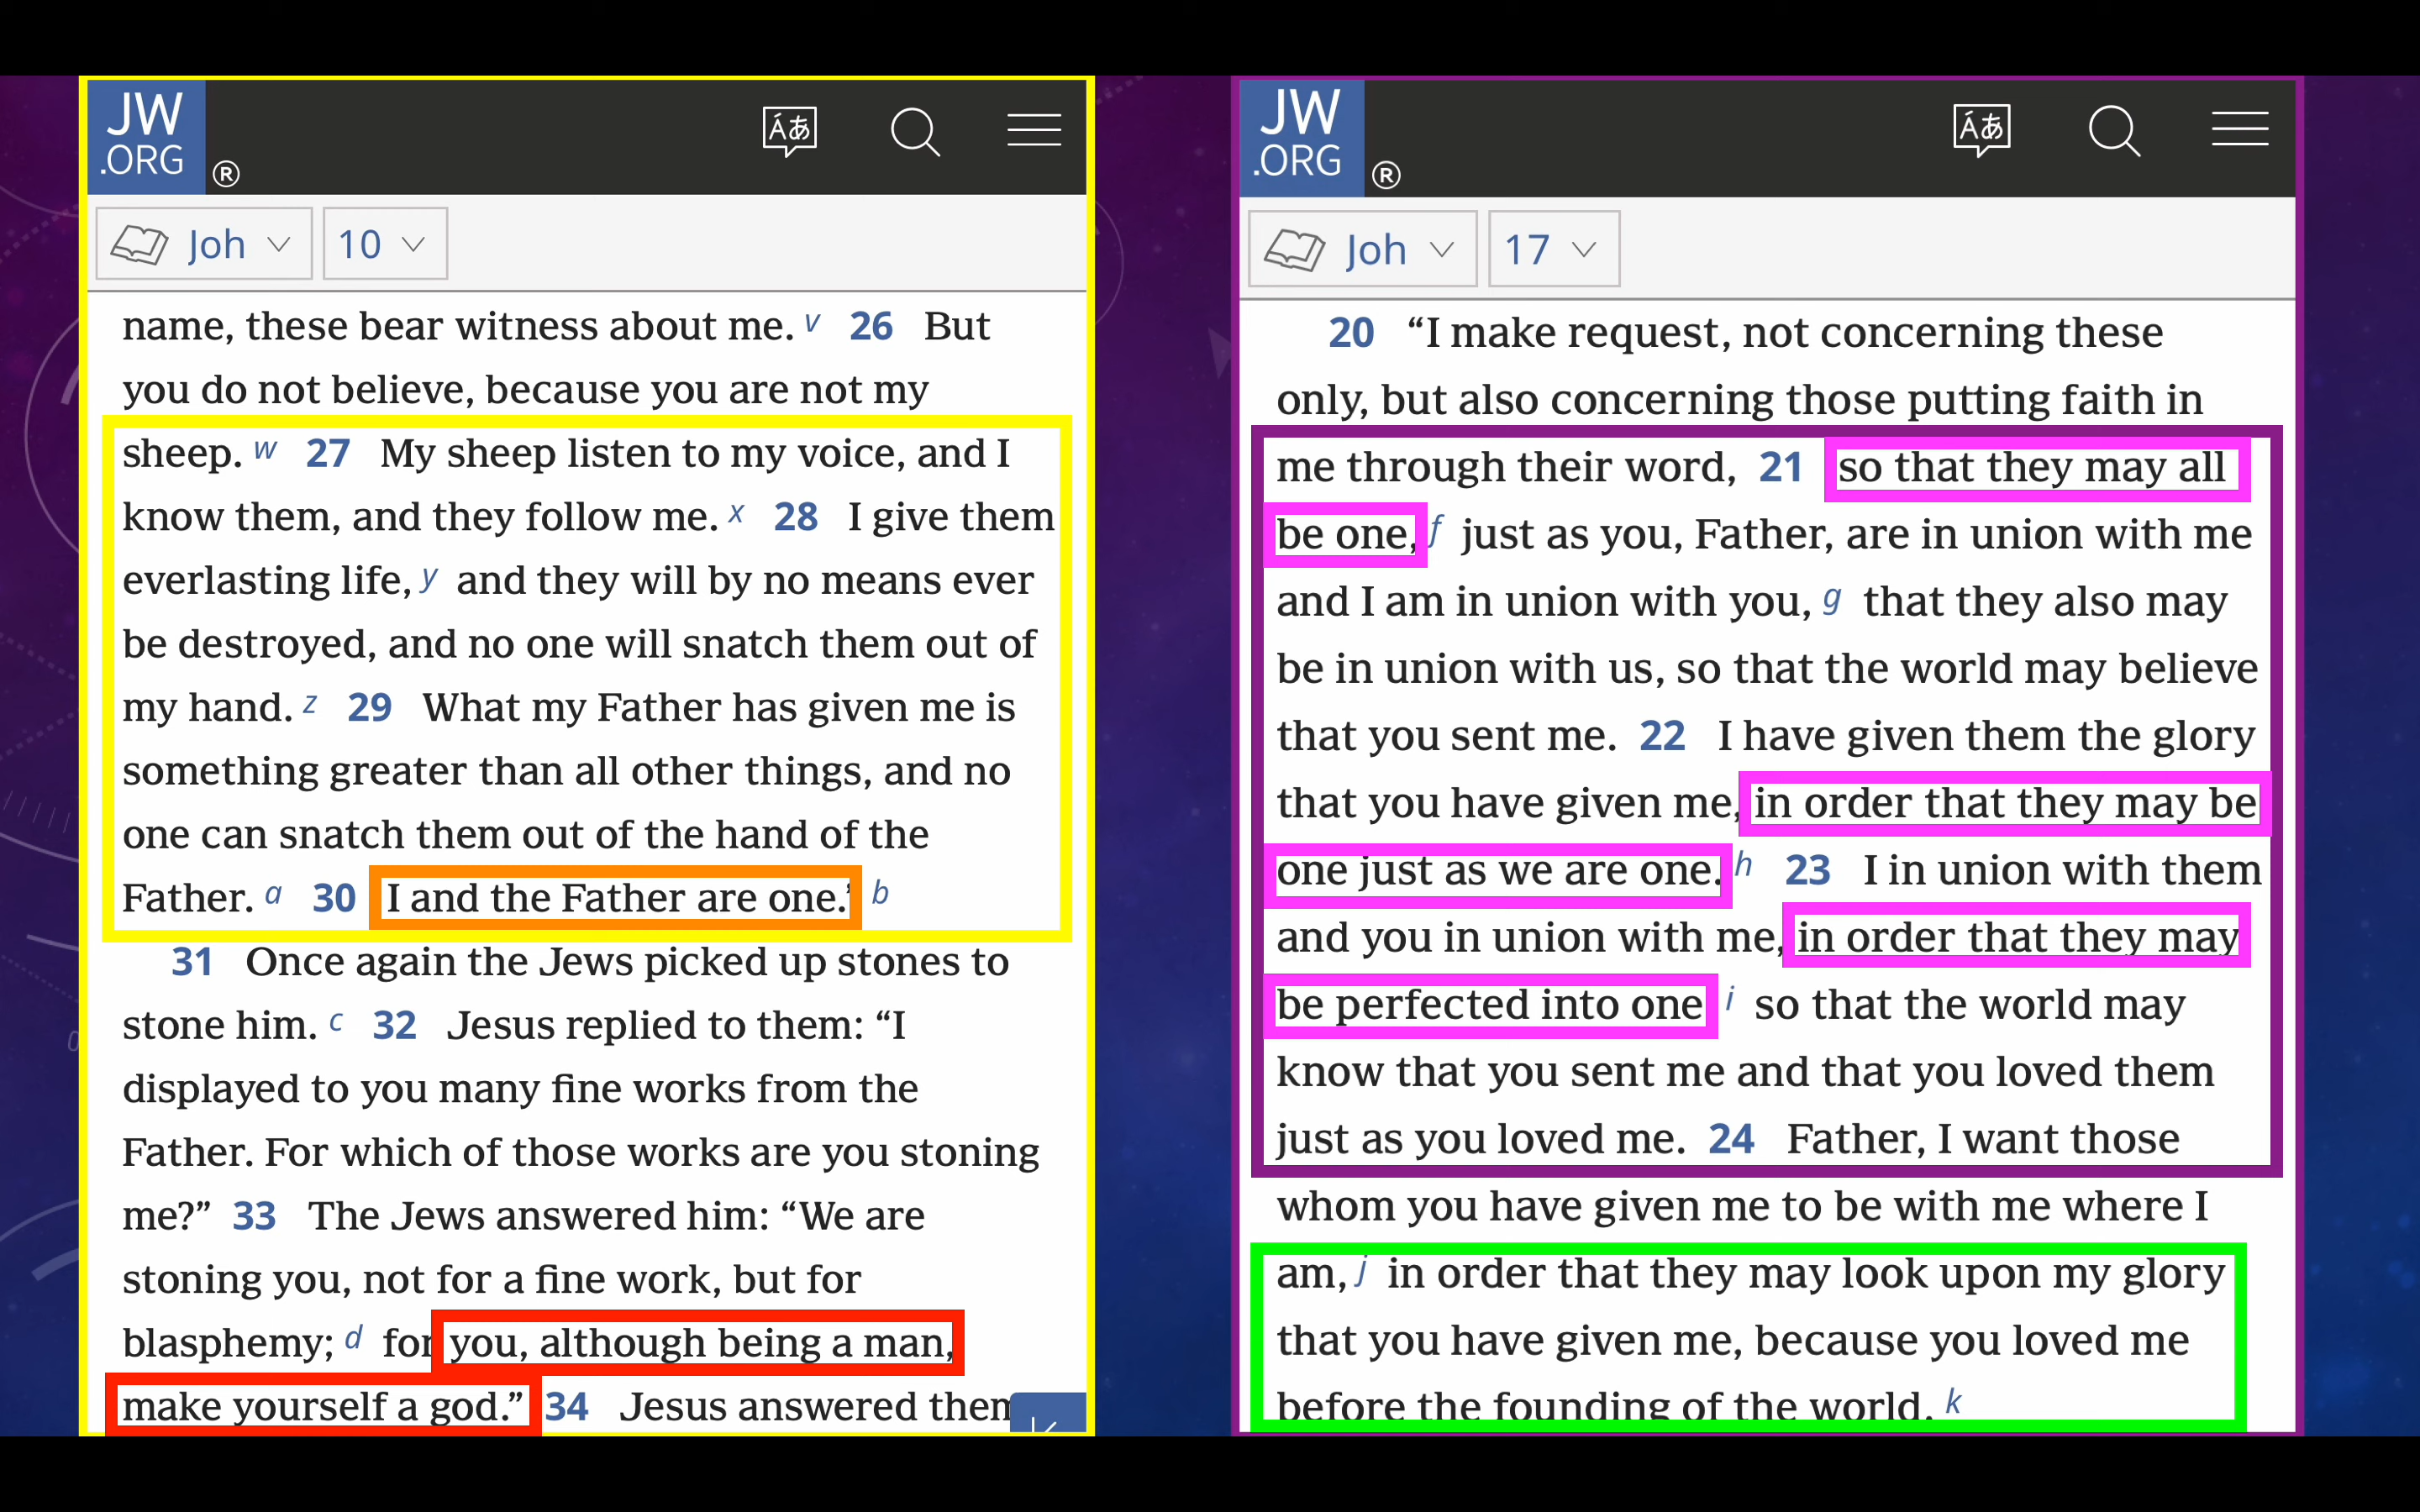 JW
.ORG ®
Áあ
Joh 10
name, these bear witness about me. v 26 But
you do not believe, because you are not my
sheep. w 27 My sheep listen to my voice, and I
know them, and they follow me. x 28 I give them
everlasting life, y and they will by no means ever
be destroyed, and no one will snatch them out of
my hand. z 29 What my Father has given me is
something greater than all other things, and no
one can snatch them out of the hand of the
Father. a 30 I and the Father are one.” b
31 Once again the Jews picked up stones to
stone him. c 32 Jesus replied to them: “I
displayed to you many fine works from the
Father. For which of those works are you stoning
me?” 33 The Jews answered him: “We are
stoning you, not for a fine work, but for
blasphemy; d for you, although being a man,
make yourself a god.” 34 Jesus answered them
JW
.ORG ®
Áあ
Joh 17
20 “I make request, not concerning these
only, but also concerning those putting faith in
me through their word, 21 so that they may all
be one, f just as you, Father, are in union with me
and I am in union with you, g that they also may
be in union with us, so that the world may believe
that you sent me. 22 I have given them the glory
that you have given me, in order that they may be
one just as we are one. h 23 I in union with them
and you in union with me, in order that they may
be perfected into one i so that the world may
know that you sent me and that you loved them
just as you loved me. 24 Father, I want those
whom you have given me to be with me where I
am, j in order that they may look upon my glory
that you have given me, because you loved me
before the founding of the world. k